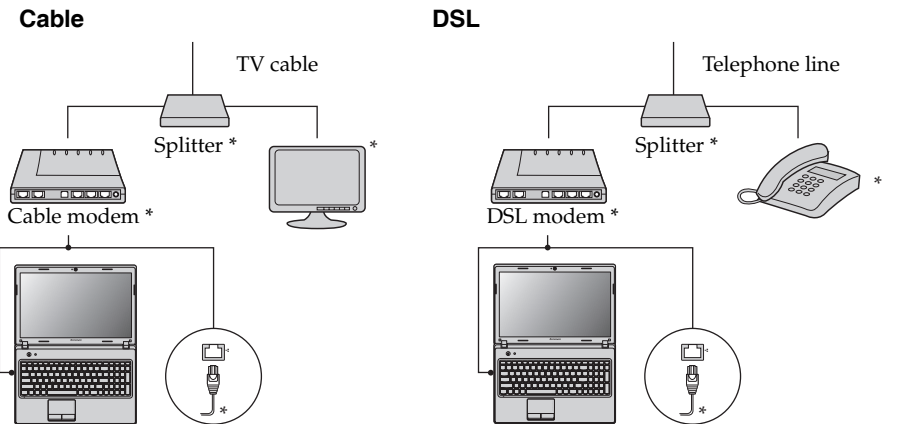 Cable
TV cable
Splitter *
*
Cable modem *
*
DSL
Telephone line
Splitter *
*
DSL modem *
*